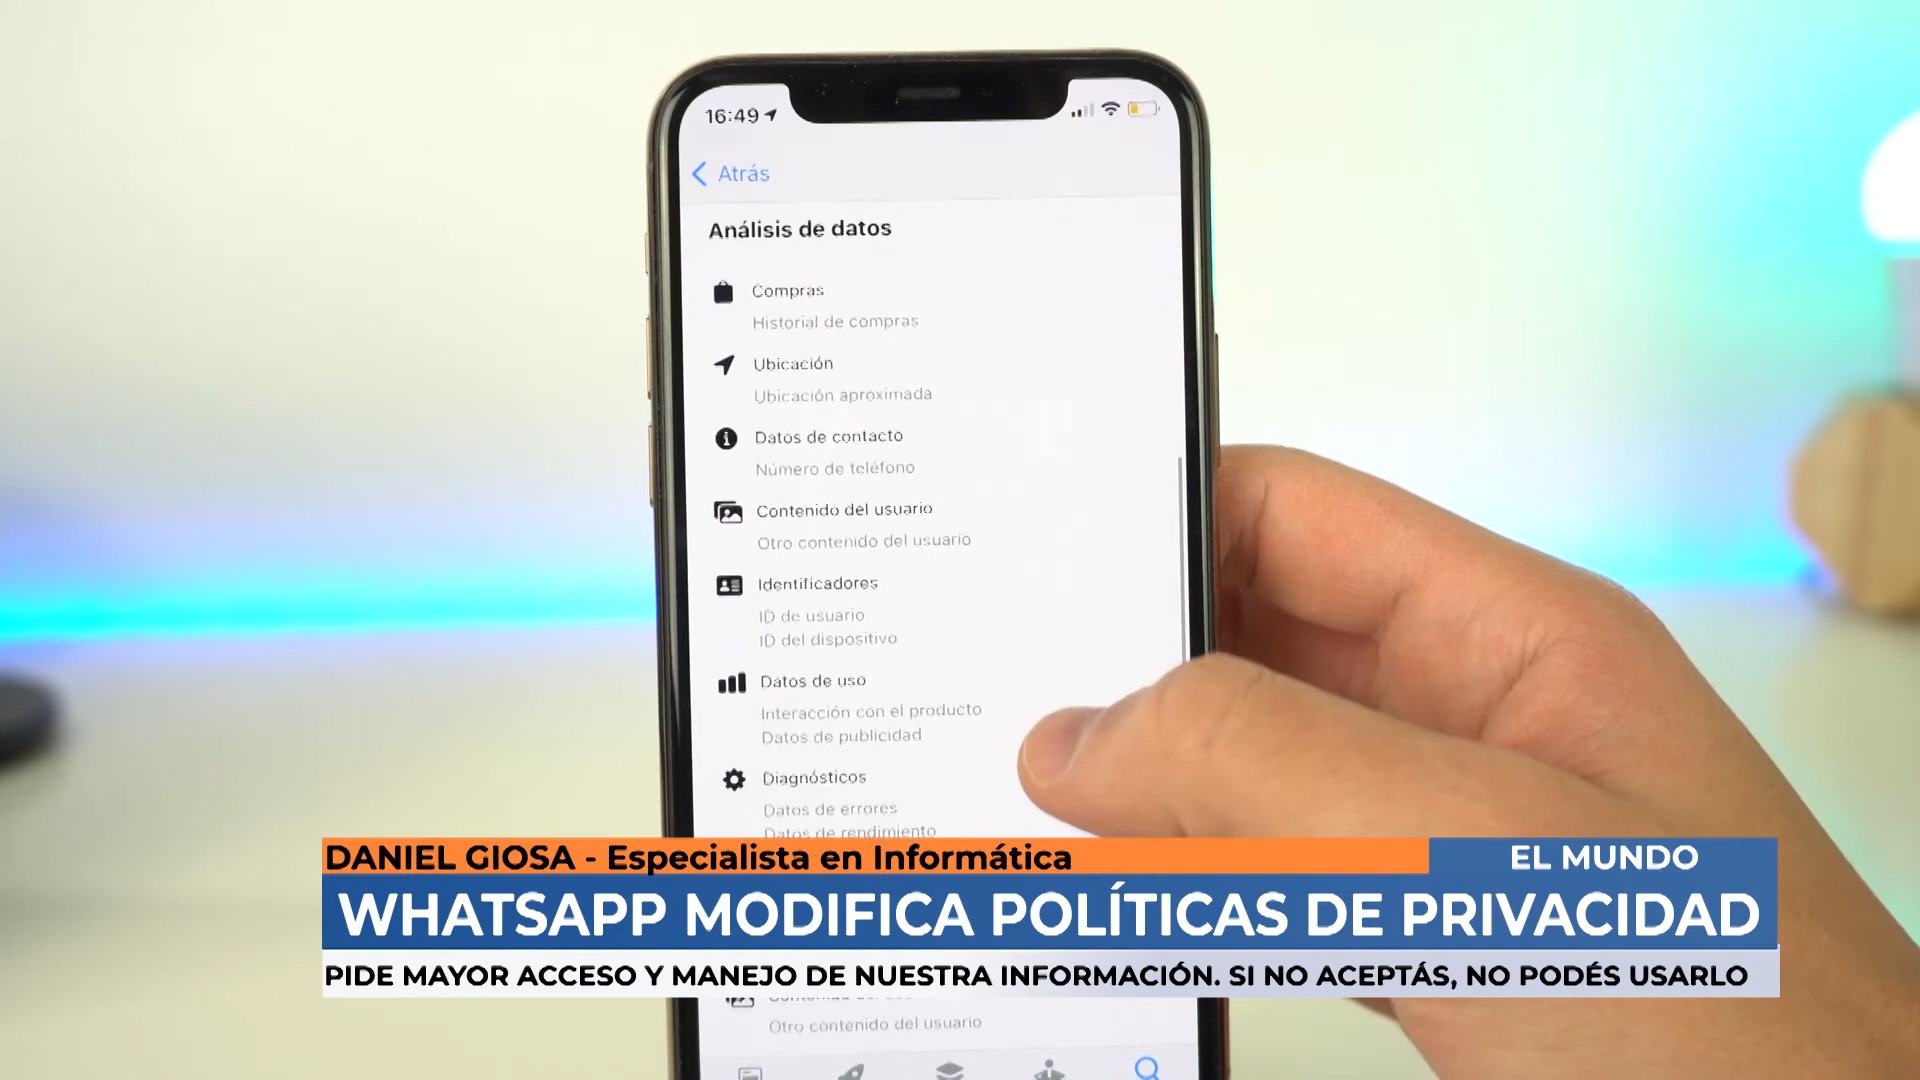 16:49
Atrás
Análisis de datos
Compras
Historial de compras
Ubicación
Ubicación aproximada
Datos de contacto
Número de teléfono
Contenido del usuario
Otro contenido del usuario
Identificadores
ID de usuario
ID del dispositivo
Datos de uso
Interacción con el producto
Datos de publicidad
Diagnósticos
Datos de errores
Datos de rendimiento
DANIEL GIOSA - Especialista en Informática
EL MUNDO
WHATSAPP MODIFICA POLÍTICAS DE PRIVACIDAD
PIDE MAYOR ACCESO Y MANEJO DE NUESTRA INFORMACIÓN. SI NO ACEPTÁS, NO PODÉS USARLO
Otro contenido del usuario